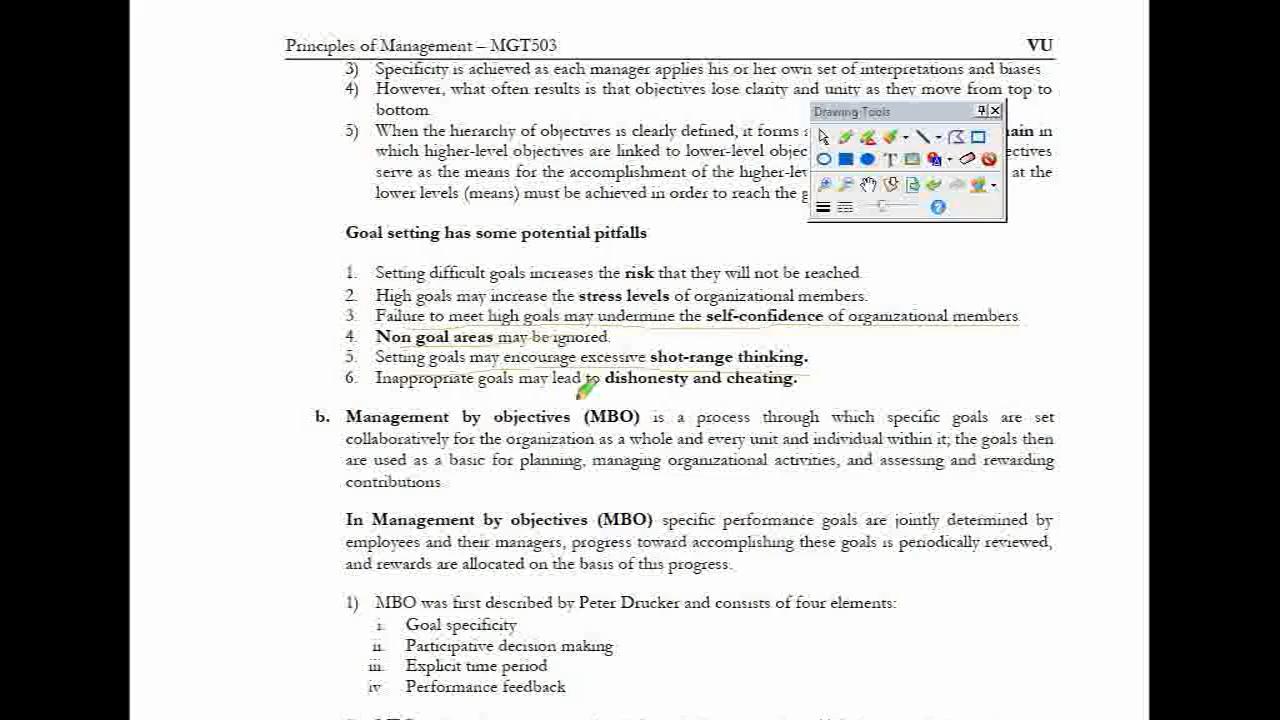 Principles of Management – MGT503 VU
3) Specificity is achieved as each manager applies his or her own set of interpretations and biases
4) However, what often results is that objectives lose clarity and unity as they move from top to
bottom
Drawing Tools
5) When the hierarchy of objectives is clearly defined, it forms in
which higher-level objectives are linked to lower-level
serve as the means for the accomplishment of the at the
lower levels (means) must be achieved in order to reach the
Goal setting has some potential pitfalls
1. Setting difficult goals increases the risk that they will not be reached.
2. High goals may increase the stress levels of organizational members.
3. Failure to meet high goals may undermine the self-confidence of organizational members
4. Non goal areas may be ignored.
5. Setting goals may encourage excessive shot-range thinking.
6. Inappropriate goals may lead to dishonesty and cheating.
b. Management by objectives (MBO) is a process through which specific goals are set
collaboratively for the organization as a whole and every unit and individual within it; the goals then
are used as a basic for planning, managing organizational activities, and assessing and rewarding
contributions
In Management by objectives (MBO) specific performance goals are jointly determined by
employees and their managers, progress toward accomplishing these goals is periodically reviewed,
and rewards are allocated on the basis of this progress.
1) MBO was first described by Peter Drucker and consists of four elements:
i. Goal specificity
ii. Participative decision making
iii. Explicit time period
iv Performance feedback